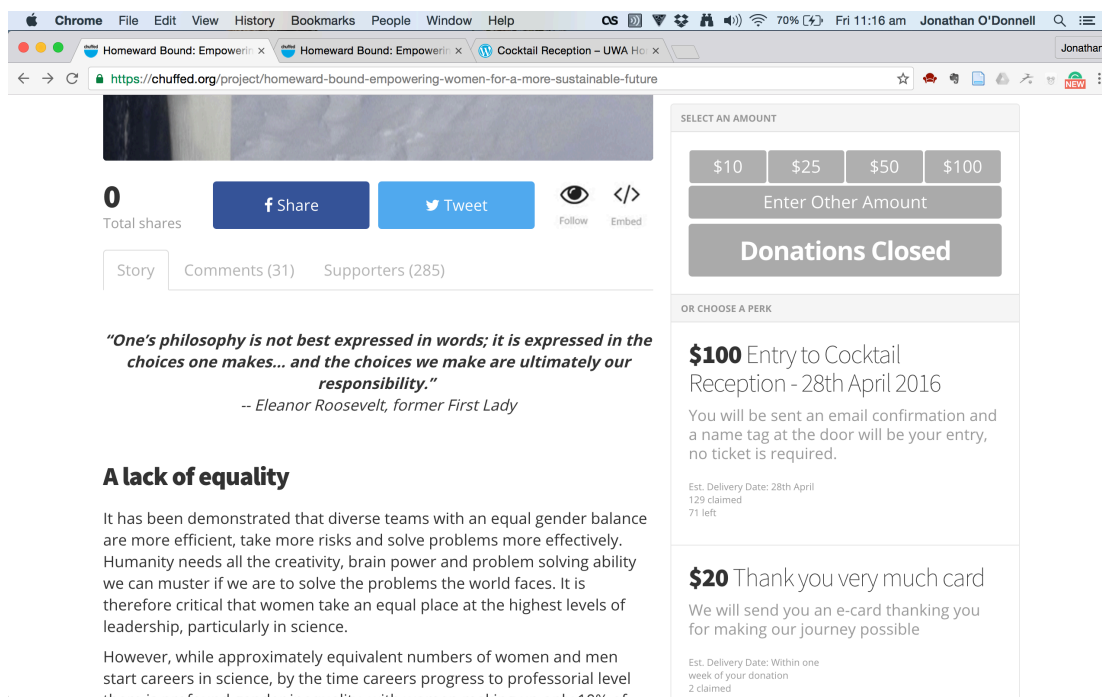 Chrome File Edit View History Bookmarks People Window Help 70% Fri 11:16 am Jonathan O'Donnell
Homeward Bound: Empowerin × Homeward Bound: Empowerin × Cocktail Reception – UWA Ho × Jonathan
https://chuffed.org/project/homeward-bound-empowering-women-for-a-more-sustainable-future
NEW
0
Total shares
Share
Tweet
Follow
Embed
Story Comments (31) Supporters (285)
“One’s philosophy is not best expressed in words; it is expressed in the
choices one makes... and the choices we make are ultimately our
responsibility.”
-- Eleanor Roosevelt, former First Lady
A lack of equality
It has been demonstrated that diverse teams with an equal gender balance
are more efficient, take more risks and solve problems more effectively.
Humanity needs all the creativity, brain power and problem solving ability
we can muster if we are to solve the problems the world faces. It is
therefore critical that women take an equal place at the highest levels of
leadership, particularly in science.
However, while approximately equivalent numbers of women and men
start careers in science, by the time careers progress to professorial level
SELECT AN AMOUNT
$10 $25 $50 $100
Enter Other Amount
Donations Closed
OR CHOOSE A PERK
$100 Entry to Cocktail
Reception - 28th April 2016
You will be sent an email confirmation and
a name tag at the door will be your entry,
no ticket is required.
Est. Delivery Date: 28th April
129 claimed
71 left
$20 Thank you very much card
We will send you an e-card thanking you
for making our journey possible
Est. Delivery Date: Within one
week of your donation
2 claimed